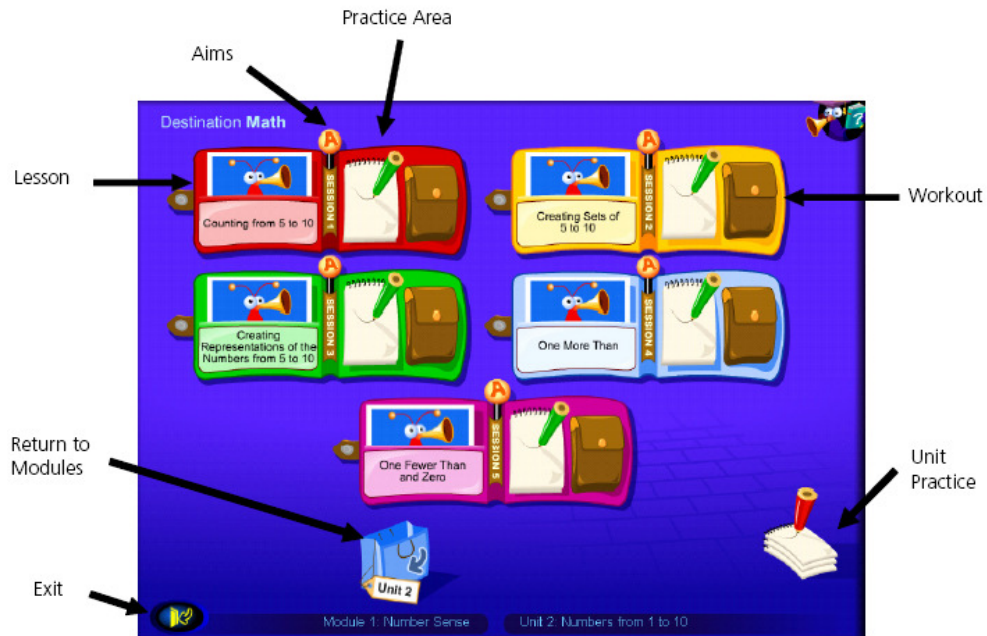 Practice Area
Aims
Destination Math
?
A
SESSION 1
A
SESSION 2
Lesson
Workout
Counting from 5 to 10
Creating Sets of
5 to 10
A
SESSION 3
A
SESSION 4
Creating
Representations of the
Numbers from 5 to 10
One More Than
A
SESSION 5
One Fewer Than
and Zero
Return to
Modules
Unit
Practice
Unit 2
Exit
Module 1: Number Sense
Unit 2: Numbers from 1 to 10